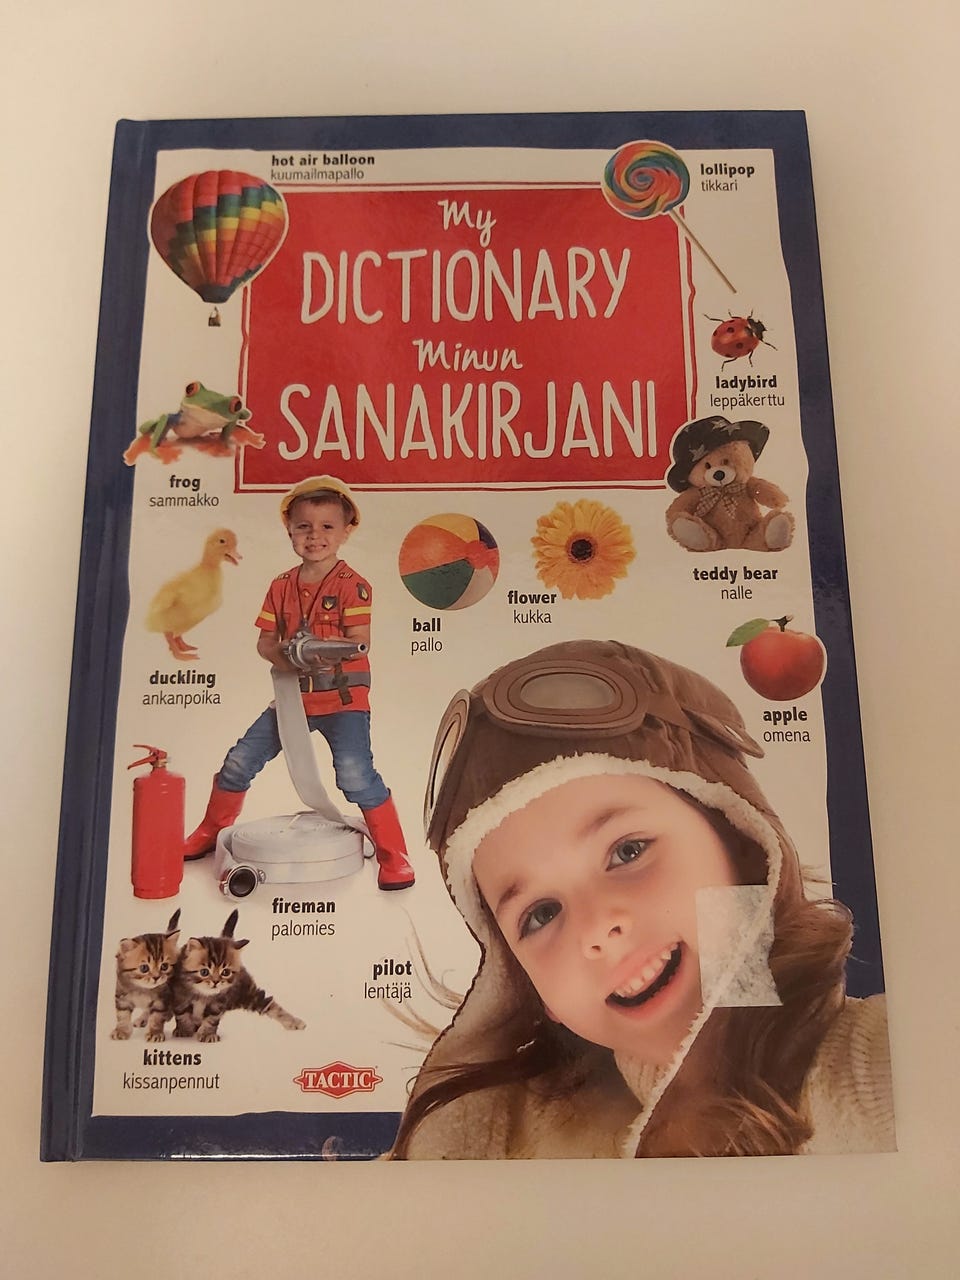 hot air balloon
kuumailmapallo
lollipop
tikkari
My
DICTIONARY
Minun
SANAKIRJANI
ladybird
leppäkerttu
frog
sammakko
teddy bear
nalle
flower
kukka
ball
pallo
duckling
ankanpoika
apple
omena
fireman
palomies
pilot
lentäjä
kittens
kissanpennut
TACTIC